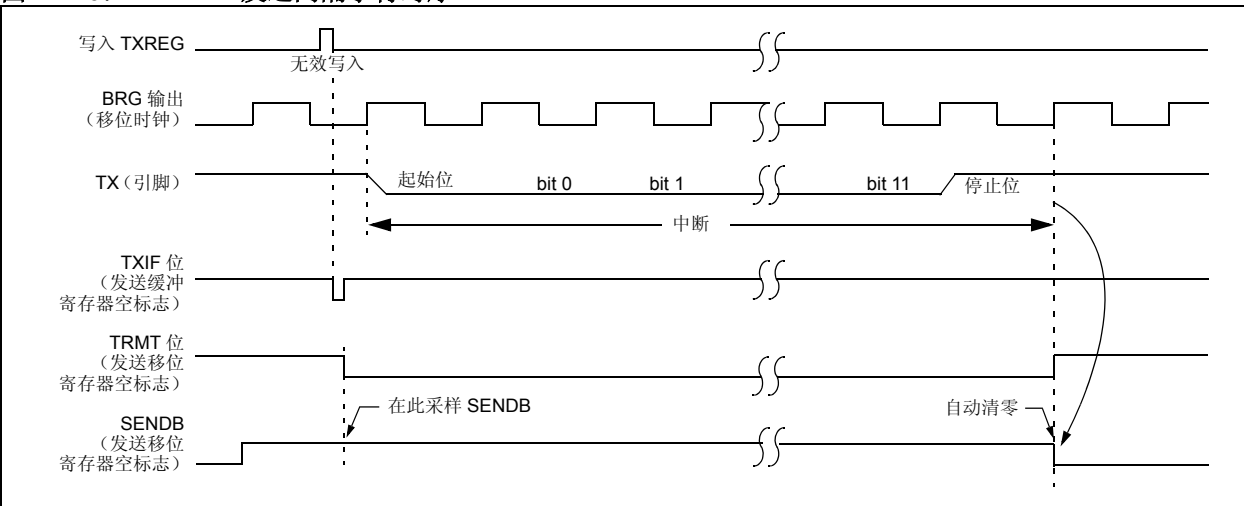 写入 TXREG
无效写入
BRG 输出
（移位时钟）
TX（引脚）
起始位
bit 0
bit 1
bit 11
停止位
中断
TXIF 位
（发送缓冲
寄存器空标志）
TRMT 位
（发送移位
寄存器空标志）
在此采样 SENDB
自动清零
SENDB
（发送移位
寄存器空标志）